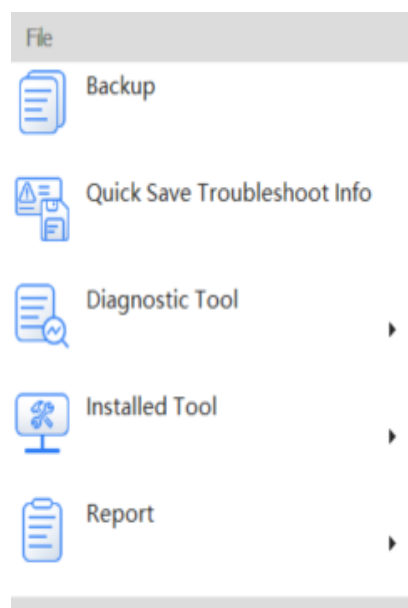 File
Backup
Quick Save Troubleshoot Info
Diagnostic Tool
Installed Tool
Report